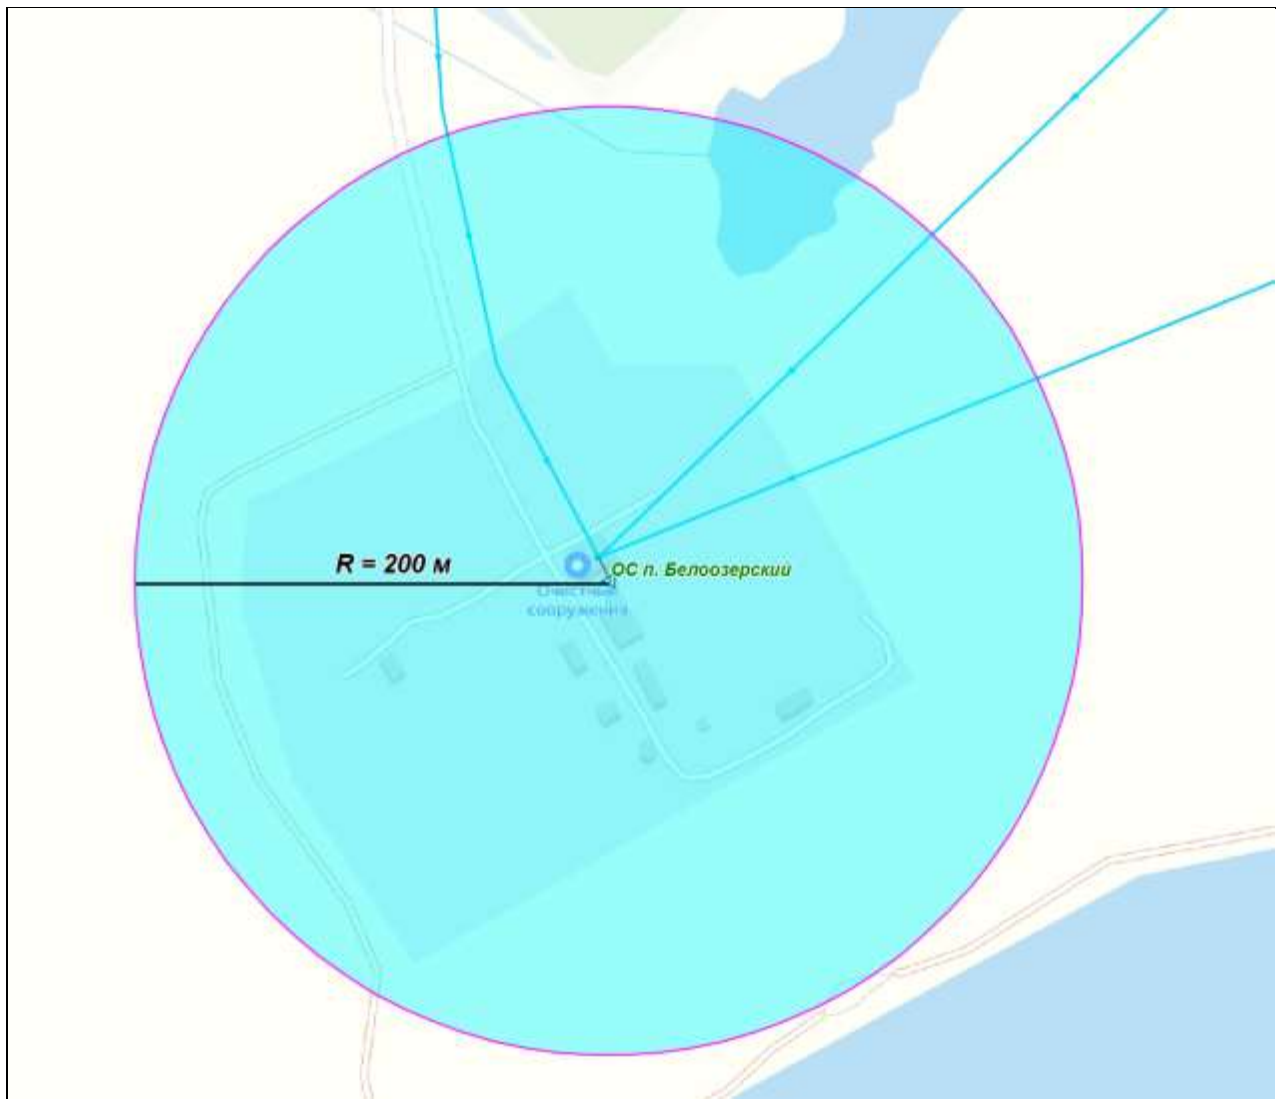 R = 200 м
ОС п. Белоозерский
Очистные
сооружения